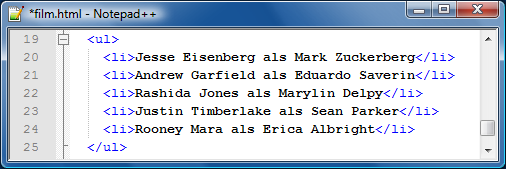 *film.html - Notepad++
19 <ul>
20 <li>Jesse Eisenberg als Mark Zuckerberg</li>
21 <li>Andrew Garfield als Eduardo Saverin</li>
22 <li>Rashida Jones als Marylin Delpy</li>
23 <li>Justin Timberlake als Sean Parker</li>
24 <li>Rooney Mara als Erica Albright</li>
25 </ul>